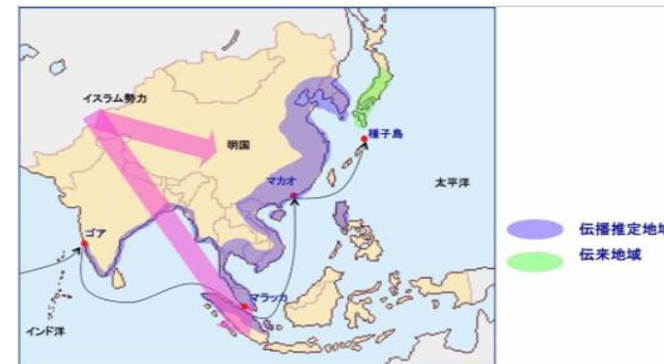 イスラム勢力
明国
種子島
マカオ
太平洋
ゴア
マラッカ
インド洋
伝播推定地域
伝来地域